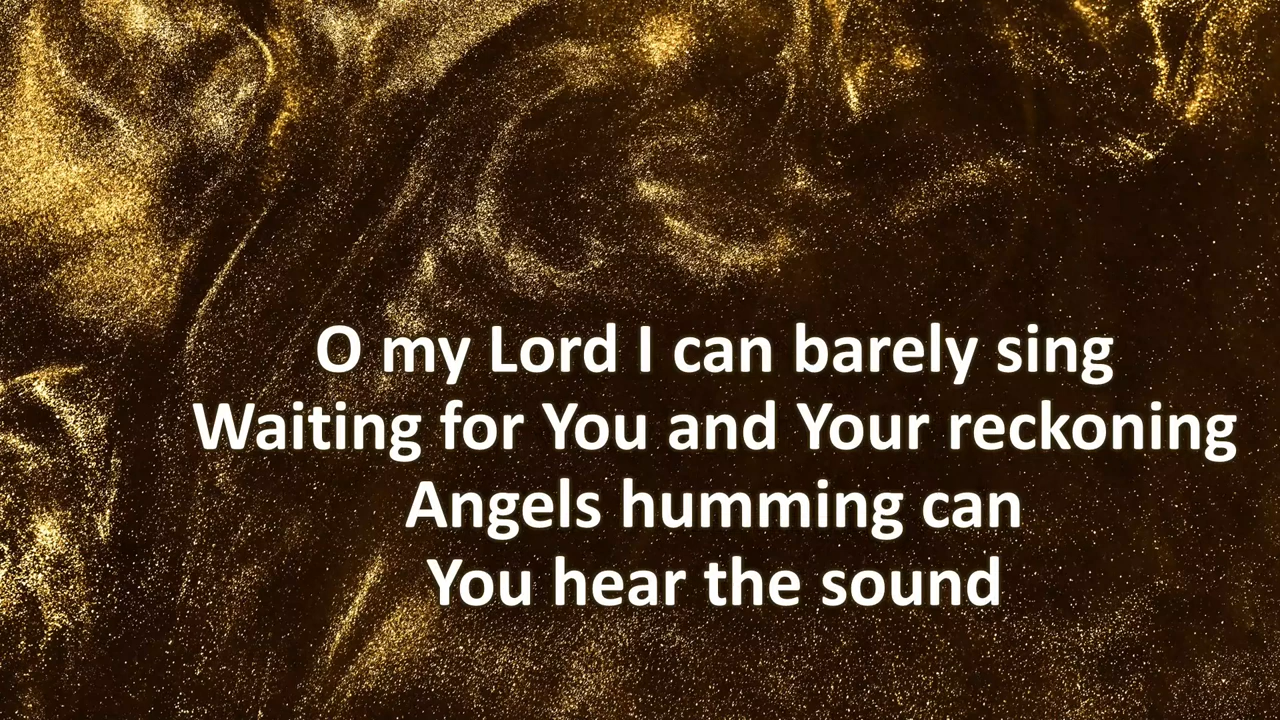 O my Lord I can barely sing
Waiting for You and Your reckoning
Angels humming can
You hear the sound